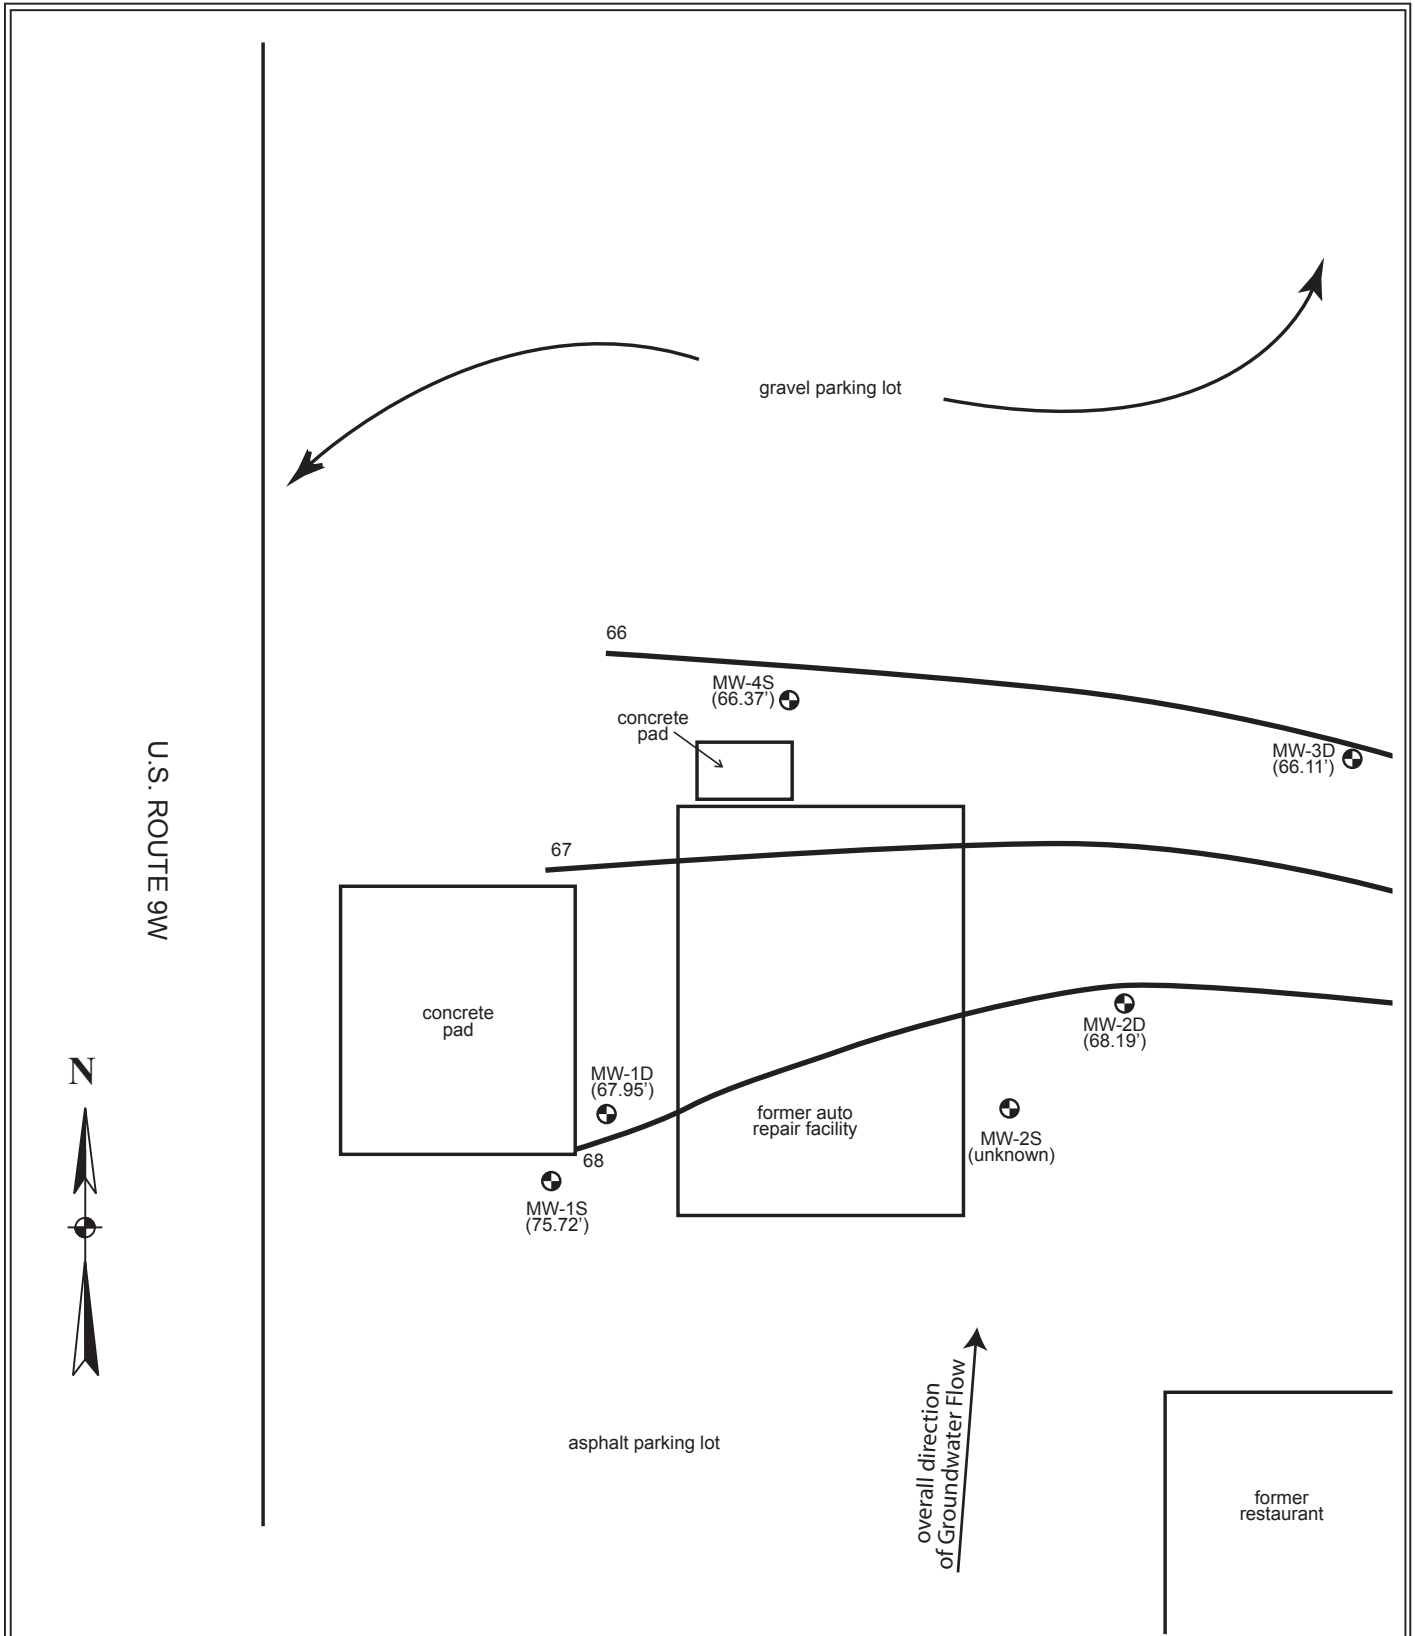 gravel parking lot
66
MW-4S
(66.37’)
concrete
pad
MW-3D
(66.11’)
U.S. ROUTE 9W
67
concrete
pad
N
MW-2D
(68.19’)
MW-1D
(67.95’)
former auto
repair facility
MW-2S
(unknown)
68
MW-1S
(75.72’)
overall direction
of Groundwater Flow
asphalt parking lot
former
restaurant